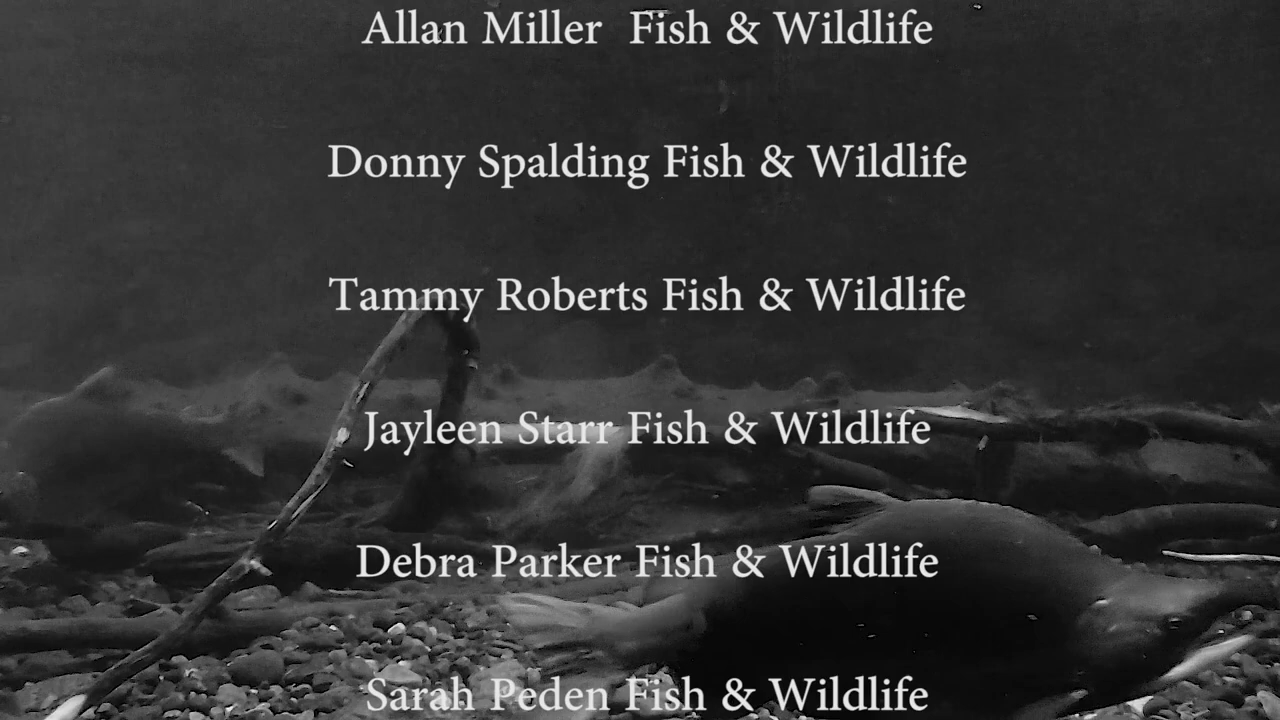 Allan Miller  Fish & Wildlife
Donny Spalding Fish & Wildlife
Tammy Roberts Fish & Wildlife
Jayleen Starr Fish & Wildlife
Debra Parker Fish & Wildlife
Sarah Peden Fish & Wildlife